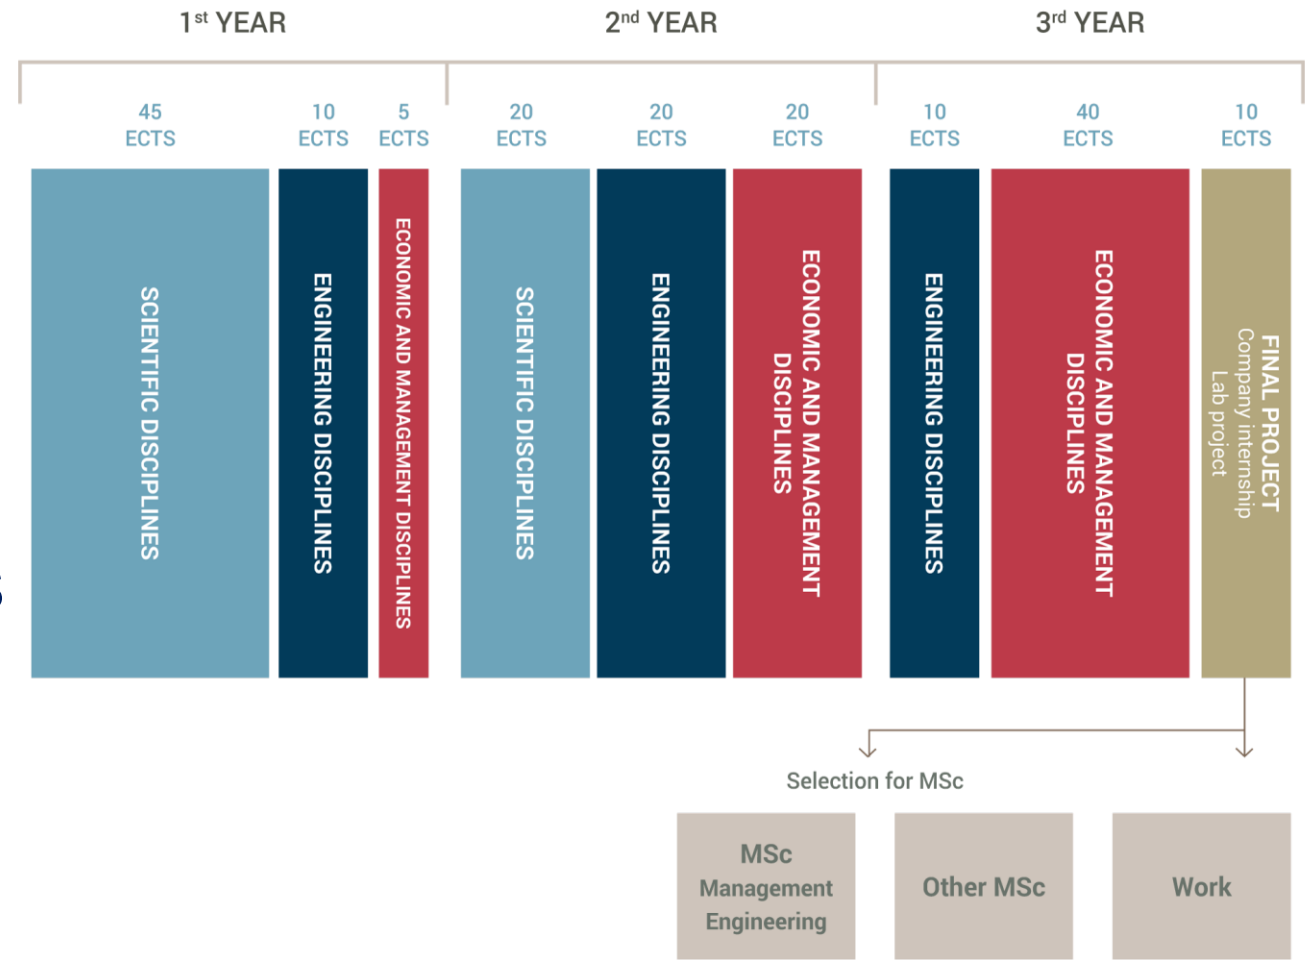 1st YEAR
2nd YEAR
3rd YEAR
45
ECTS
10
ECTS
5
ECTS
20
ECTS
20
ECTS
20
ECTS
10
ECTS
40
ECTS
10
ECTS
SCIENTIFIC DISCIPLINES
ENGINEERING DISCIPLINES
ECONOMIC AND MANAGEMENT DISCIPLINES
SCIENTIFIC DISCIPLINES
ENGINEERING DISCIPLINES
ECONOMIC AND MANAGEMENT
DISCIPLINES
ENGINEERING DISCIPLINES
ECONOMIC AND MANAGEMENT
DISCIPLINES
FINAL PROJECT
Company internship
Lab project
Selection for MSc
MSc
Management
Engineering
Other MSc
Work